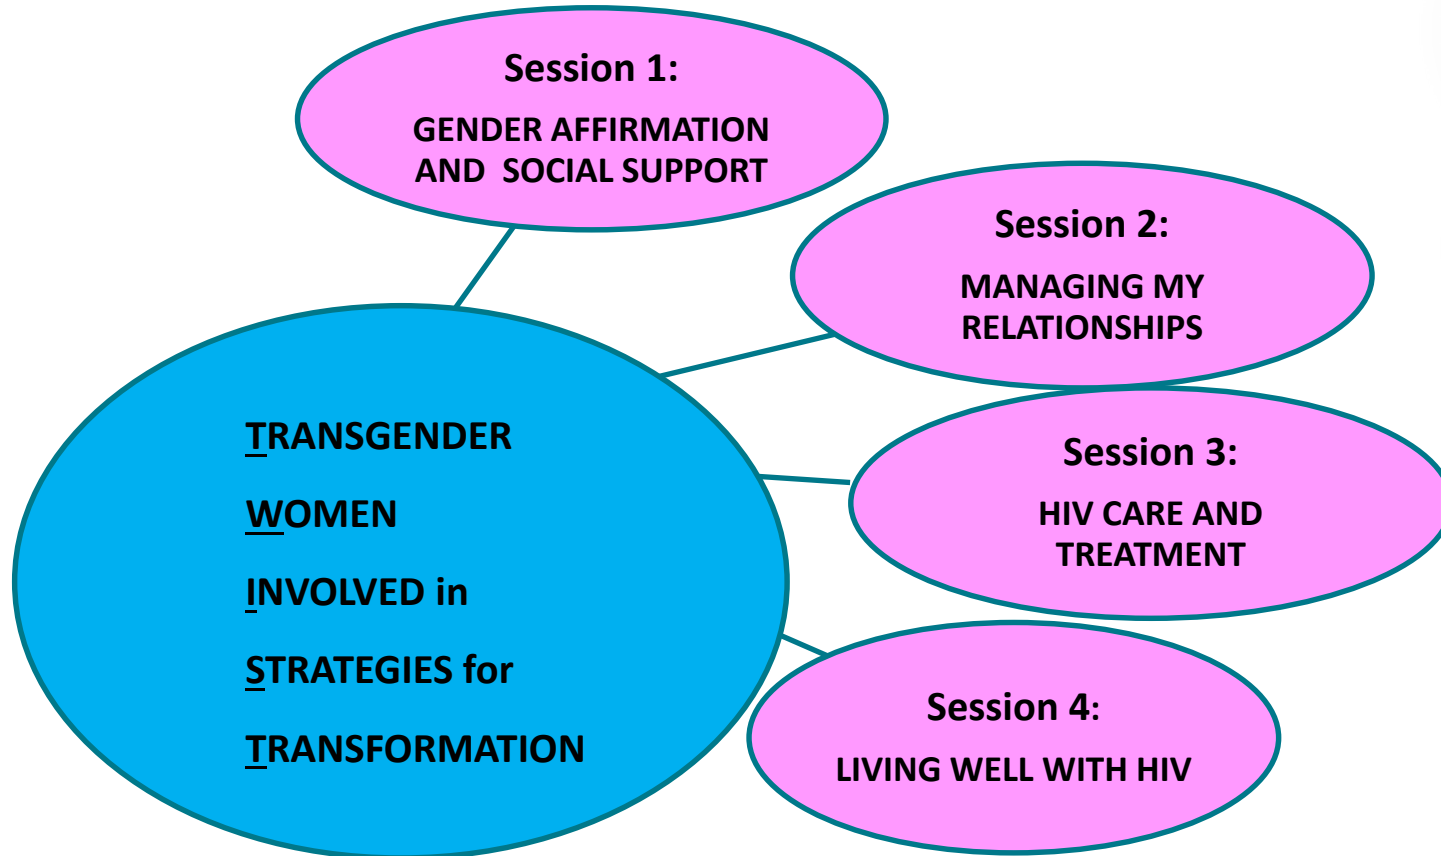 Session 1:
GENDER AFFIRMATION
AND  SOCIAL SUPPORT
Session 2:
MANAGING MY
RELATIONSHIPS
TRANSGENDER
WOMEN
INVOLVED in
STRATEGIES for
TRANSFORMATION
Session 3:
HIV CARE AND
TREATMENT
Session 4:
LIVING WELL WITH HIV